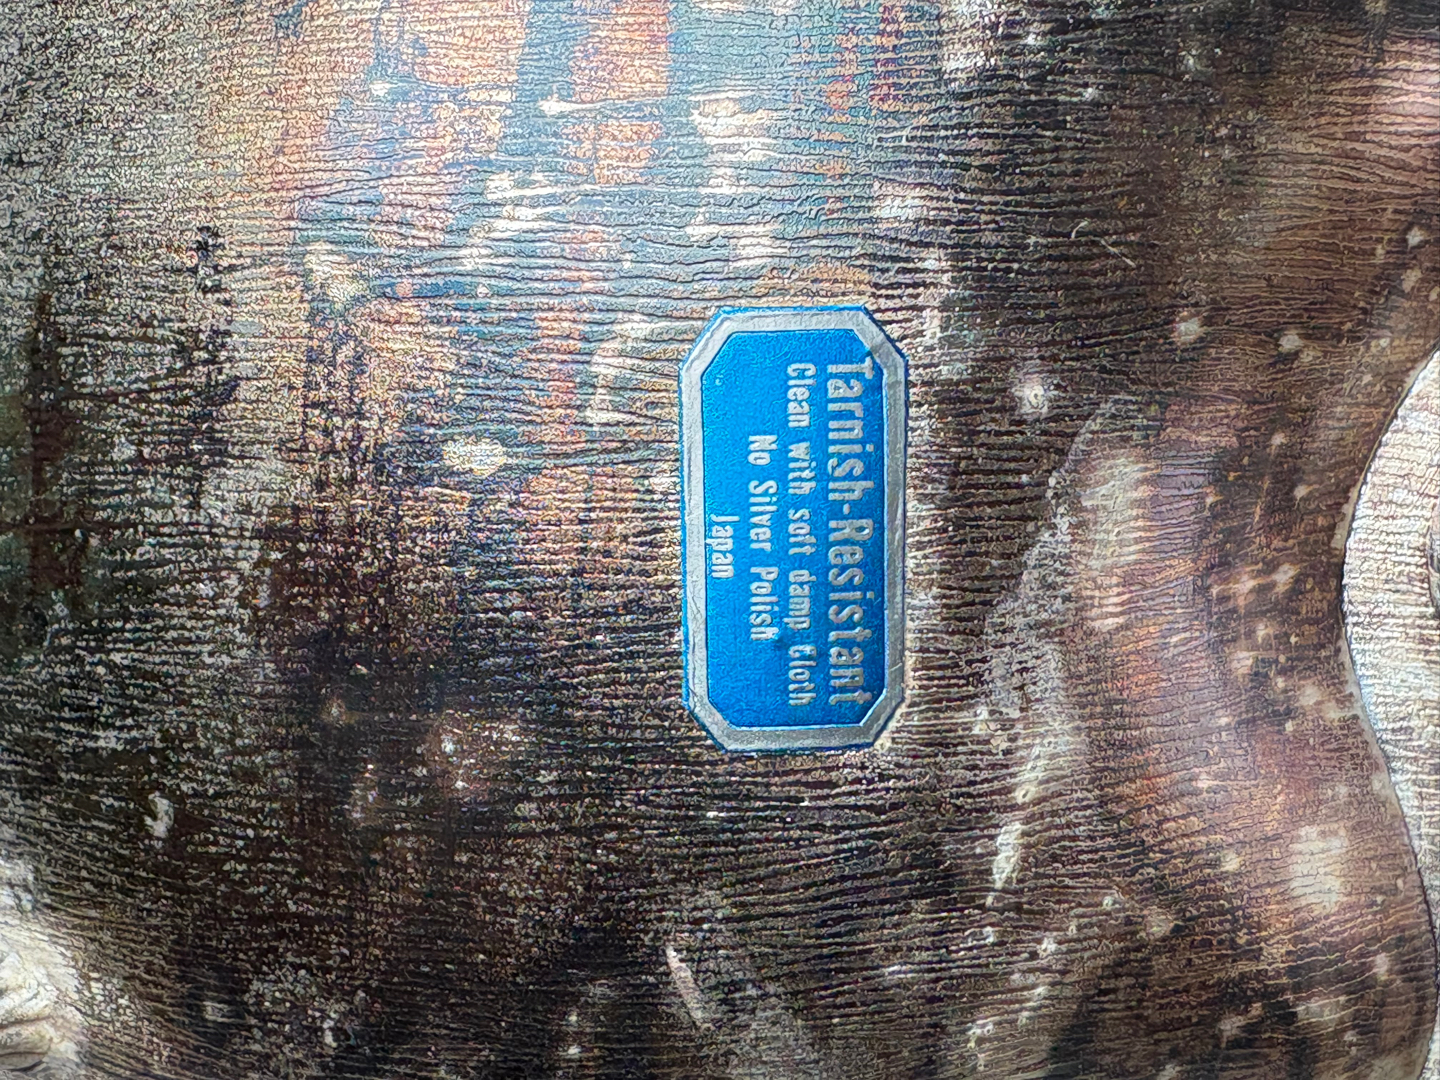 Tarnish-Resistant
Clean with soft damp Cloth
No Silver Polish
Japan